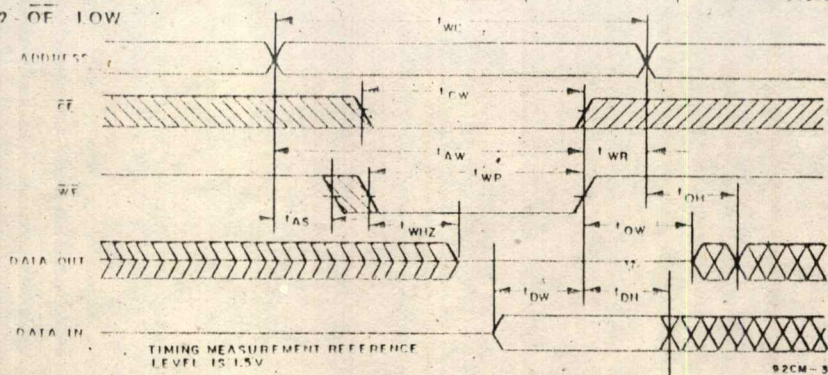 2 - OE LOW
tWC
ADDRESS
tCW
CE
tAW
tWR
tWP
tOH
WE
tAS
tWHZ
tOW
DATA OUT
tDW
tDH
DATA IN
TIMING MEASUREMENT REFERENCE
LEVEL IS 1.5V
92CM-3